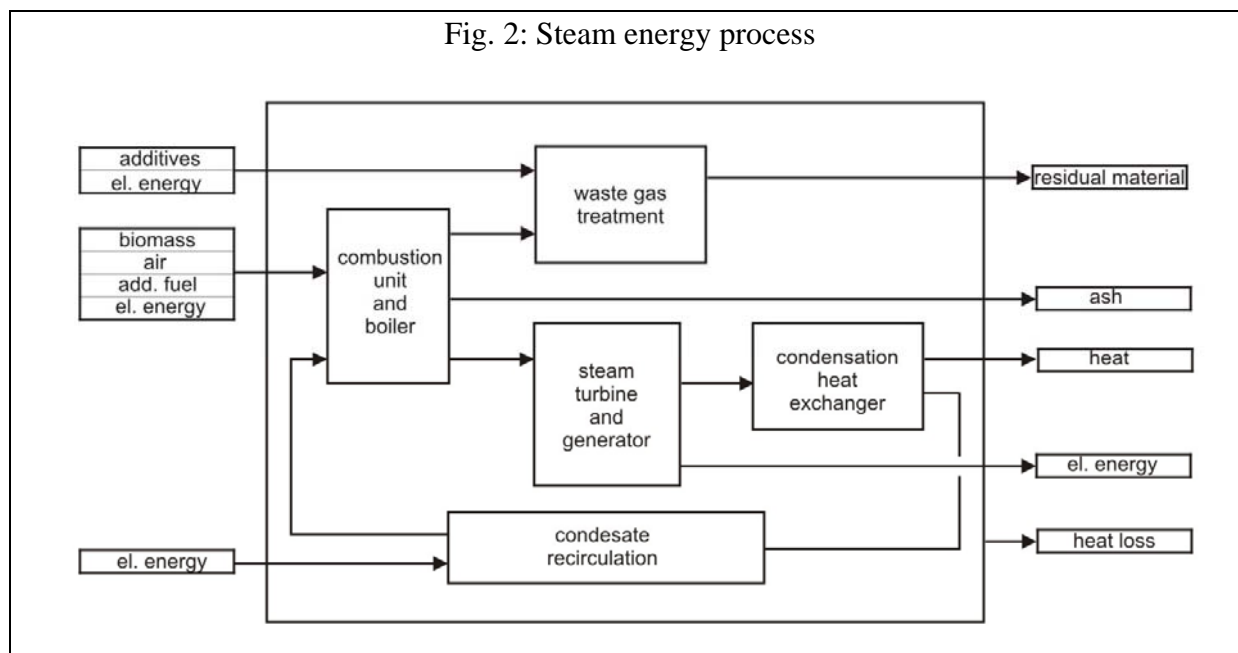 Fig. 2: Steam energy process
additives
el. energy
biomass
air
add. fuel
el. energy
el. energy
combustion
unit
and
boiler
waste gas
treatment
steam
turbine
and
generator
condensation
heat
exchanger
condesate
recirculation
residual material
ash
heat
el. energy
heat loss